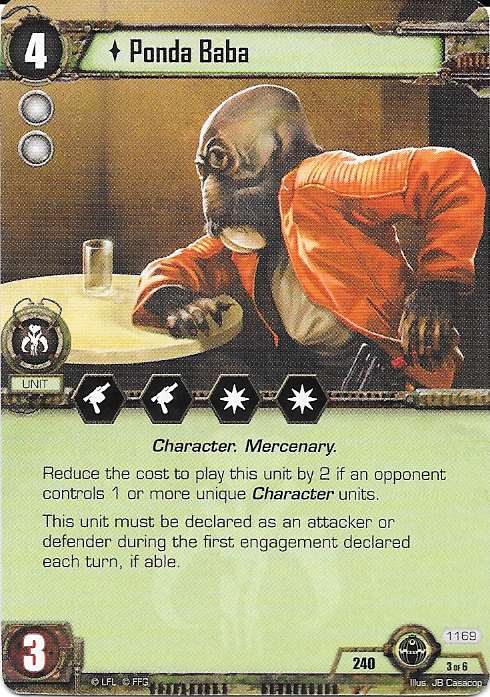 4
Ponda Baba
UNIT
Character. Mercenary.
Reduce the cost to play this unit by 2 if an opponent
controls 1 or more unique Character units.
This unit must be declared as an attacker or
defender during the first engagement declared
each turn, if able.
3
© LFL © FFG
240
1169
3 OF 6
Illus. JB Casacop